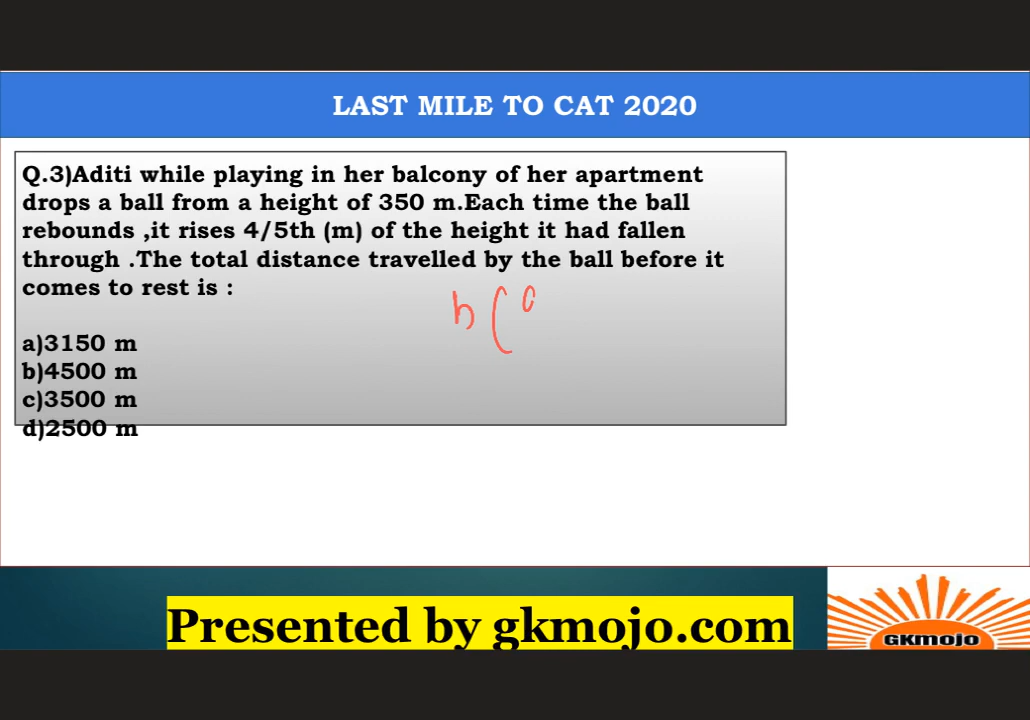 LAST MILE TO CAT 2020
Q.3)Aditi while playing in her balcony of her apartment
drops a ball from a height of 350 m.Each time the ball
rebounds ,it rises 4/5th (m) of the height it had fallen
through .The total distance travelled by the ball before it
comes to rest is :
h (
a)3150 m
b)4500 m
c)3500 m
d)2500 m
Presented by gkmojo.com
GKmojo